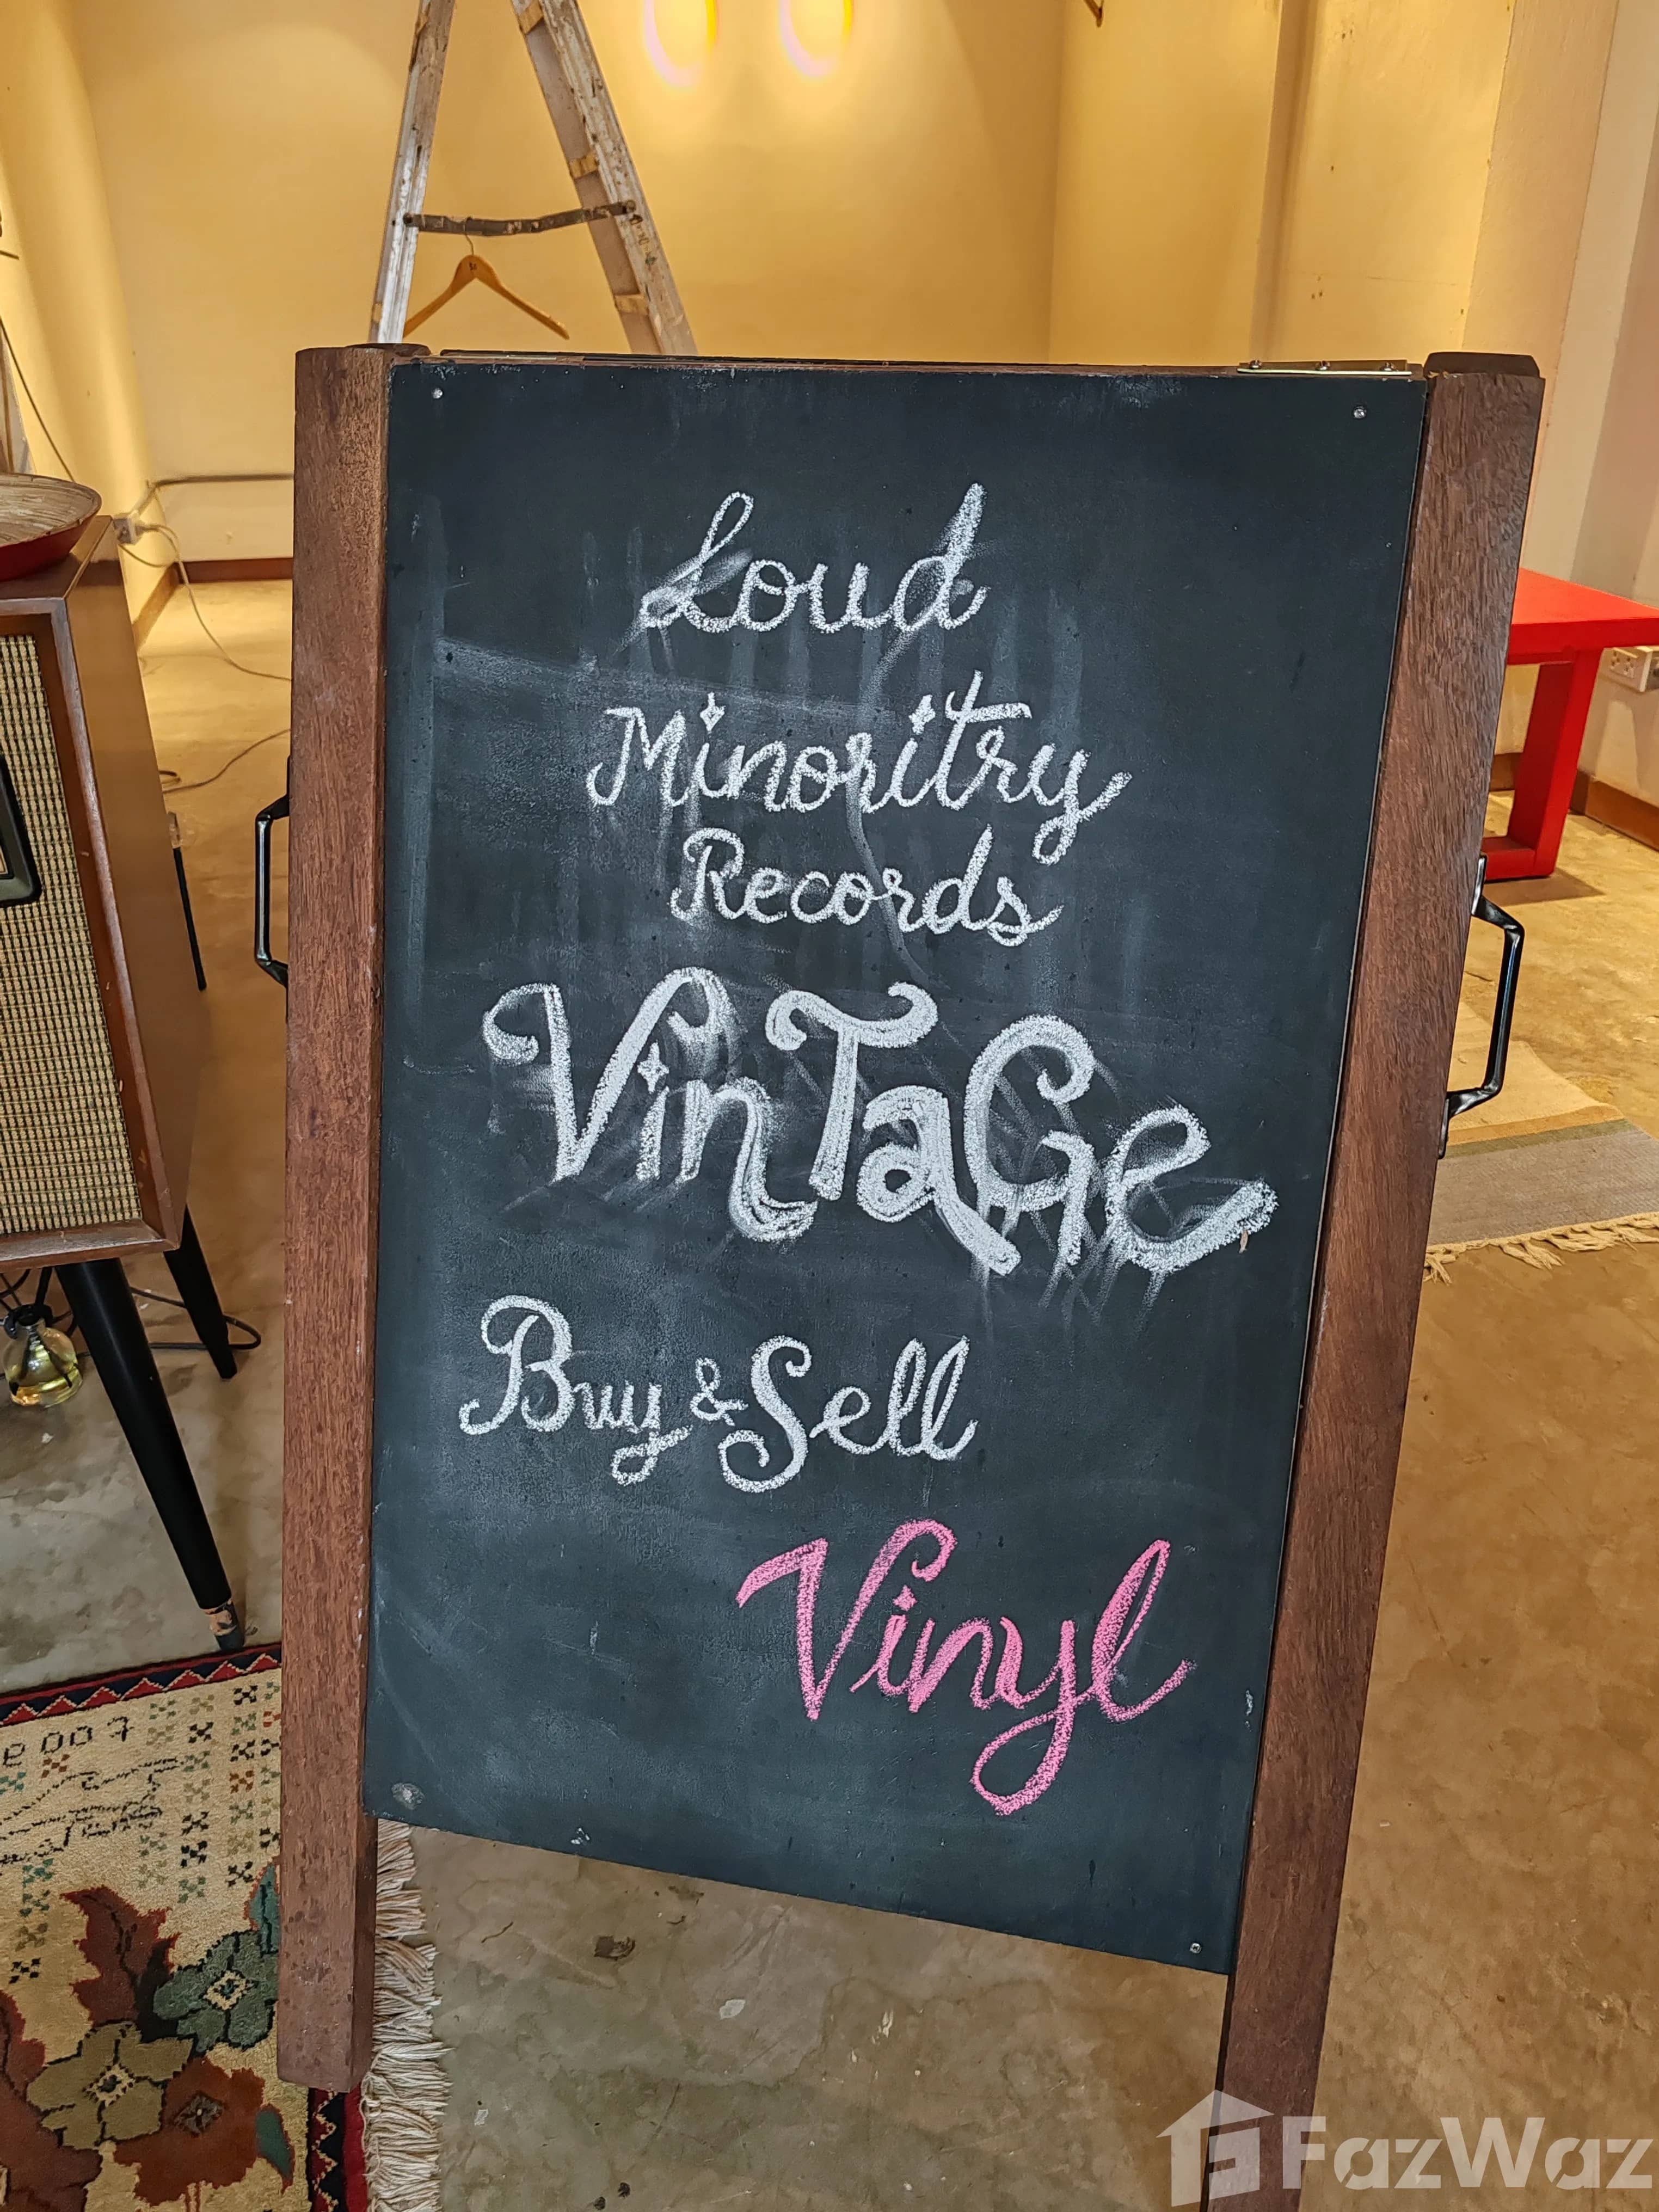 Loud
Minoritry
Records
VinTaGe
Buy & Sell
Vinyl
FazWaz